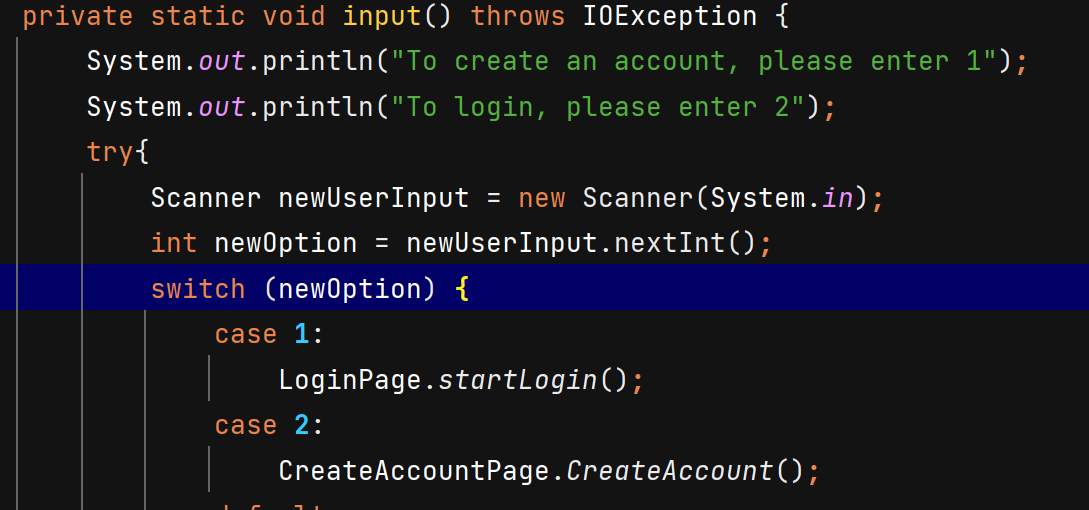 private static void input() throws IOException {
System.out.println("To create an account, please enter 1");
System.out.println("To login, please enter 2");
try{
Scanner newUserInput = new Scanner(System.in);
int newOption = newUserInput.nextInt();
switch (newOption) {
case 1:
LoginPage.startLogin();
case 2:
CreateAccountPage.CreateAccount();